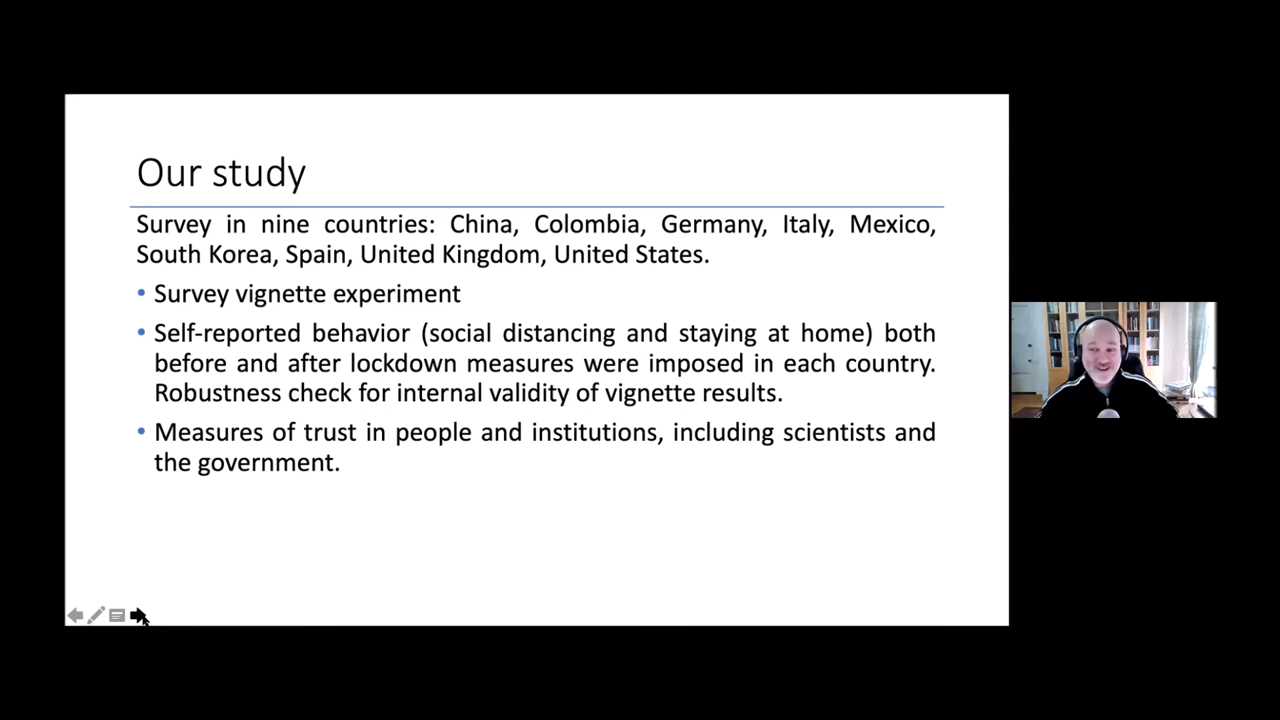 Our study
Survey in nine countries: China, Colombia, Germany, Italy, Mexico,
South Korea, Spain, United Kingdom, United States.
• Survey vignette experiment
• Self-reported behavior (social distancing and staying at home) both
before and after lockdown measures were imposed in each country.
Robustness check for internal validity of vignette results.
• Measures of trust in people and institutions, including scientists and
the government.